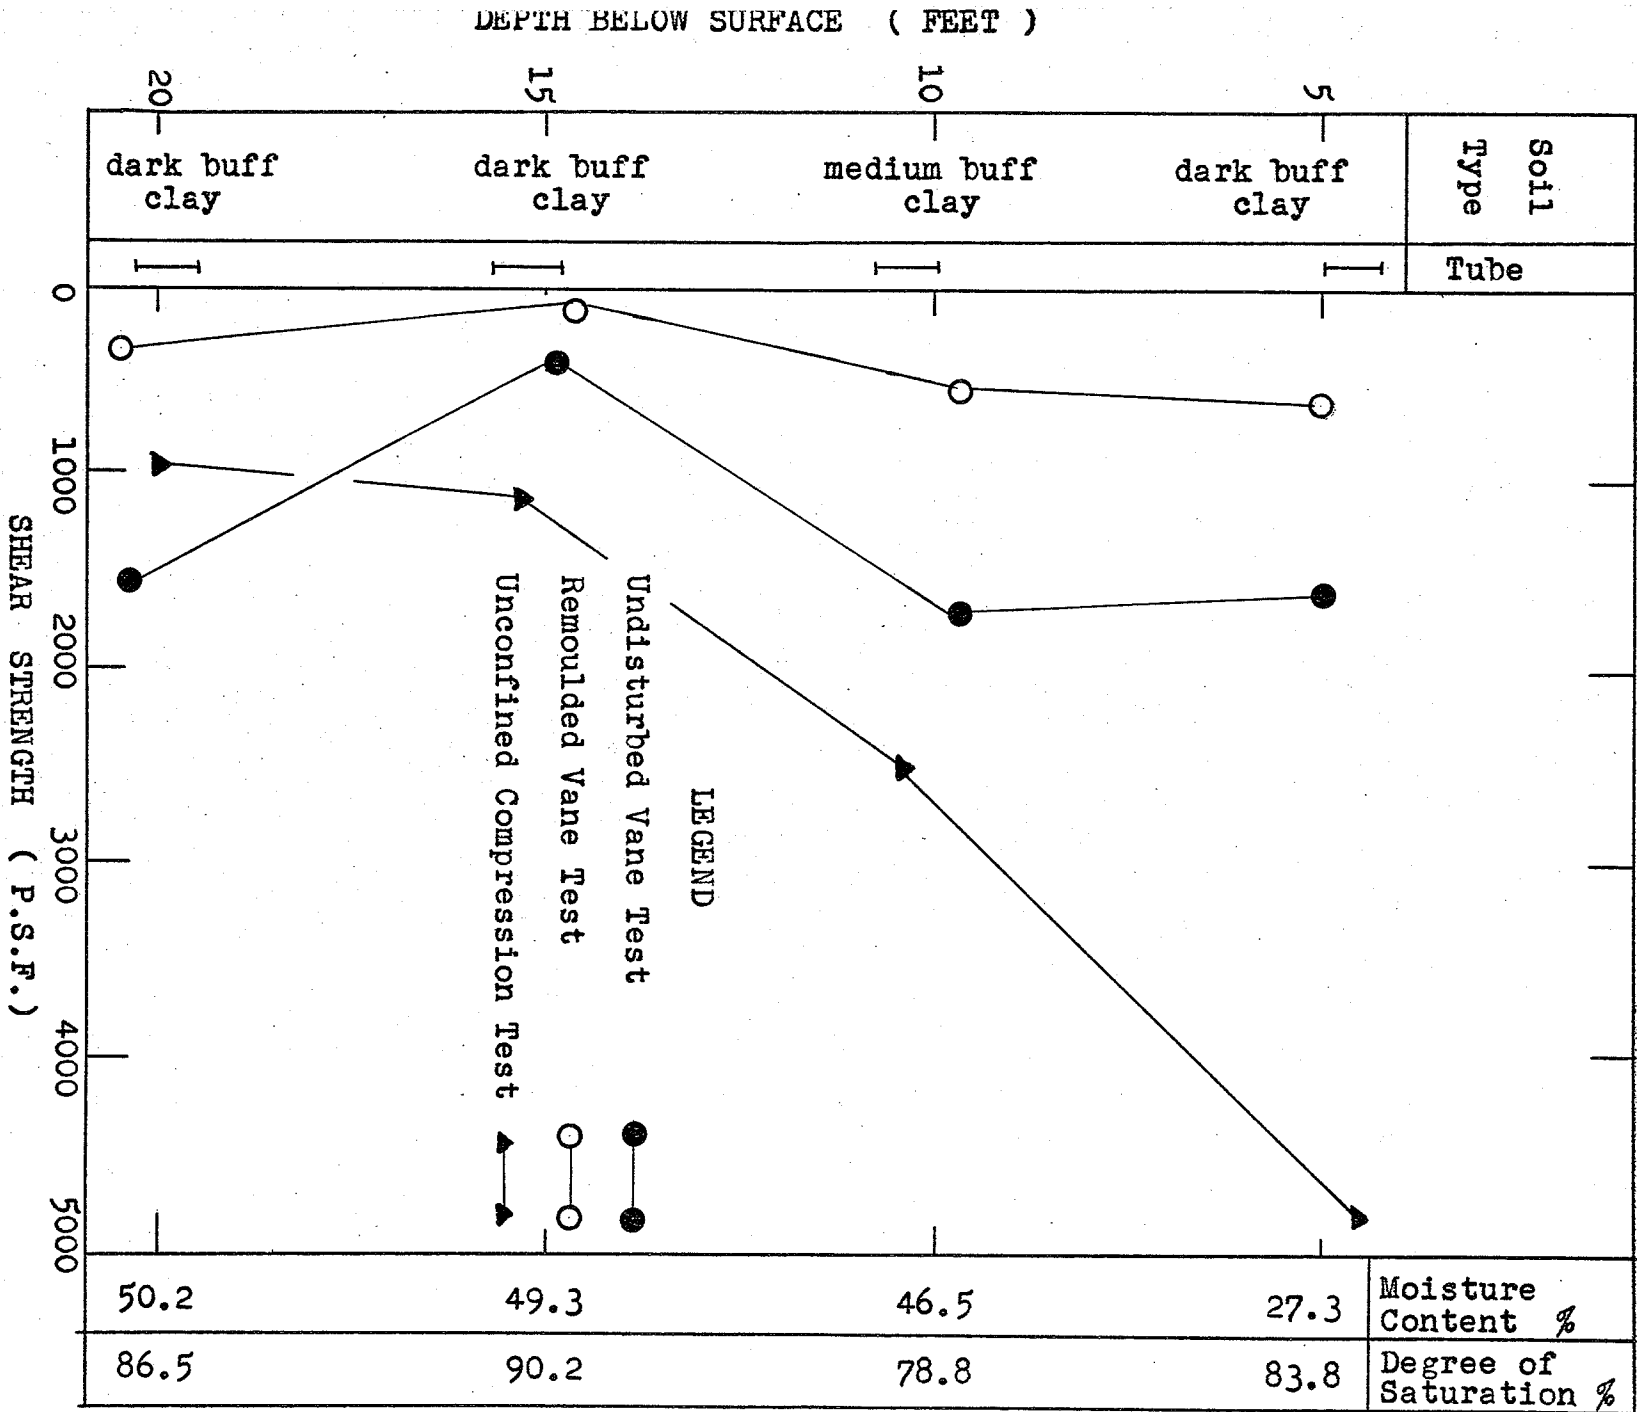 DEPTH BELOW SURFACE ( FEET )
20
15
10
5
dark buff
clay
dark buff
clay
medium buff
clay
dark buff
clay
Soil
Type
Tube
0
1000
2000
3000
4000
5000
SHEAR STRENGTH ( P.S.F.)
LEGEND
Undisturbed Vane Test
Remoulded Vane Test
Unconfined Compression Test
50.2
49.3
46.5
27.3
Moisture
Content %
86.5
90.2
78.8
83.8
Degree of
Saturation %